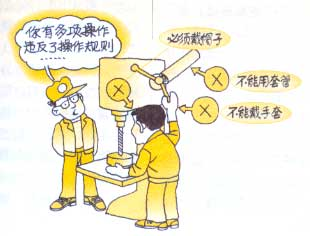 你有多项操作
违反了操作规则
……
必须戴帽子
不能用套管
不能戴手套